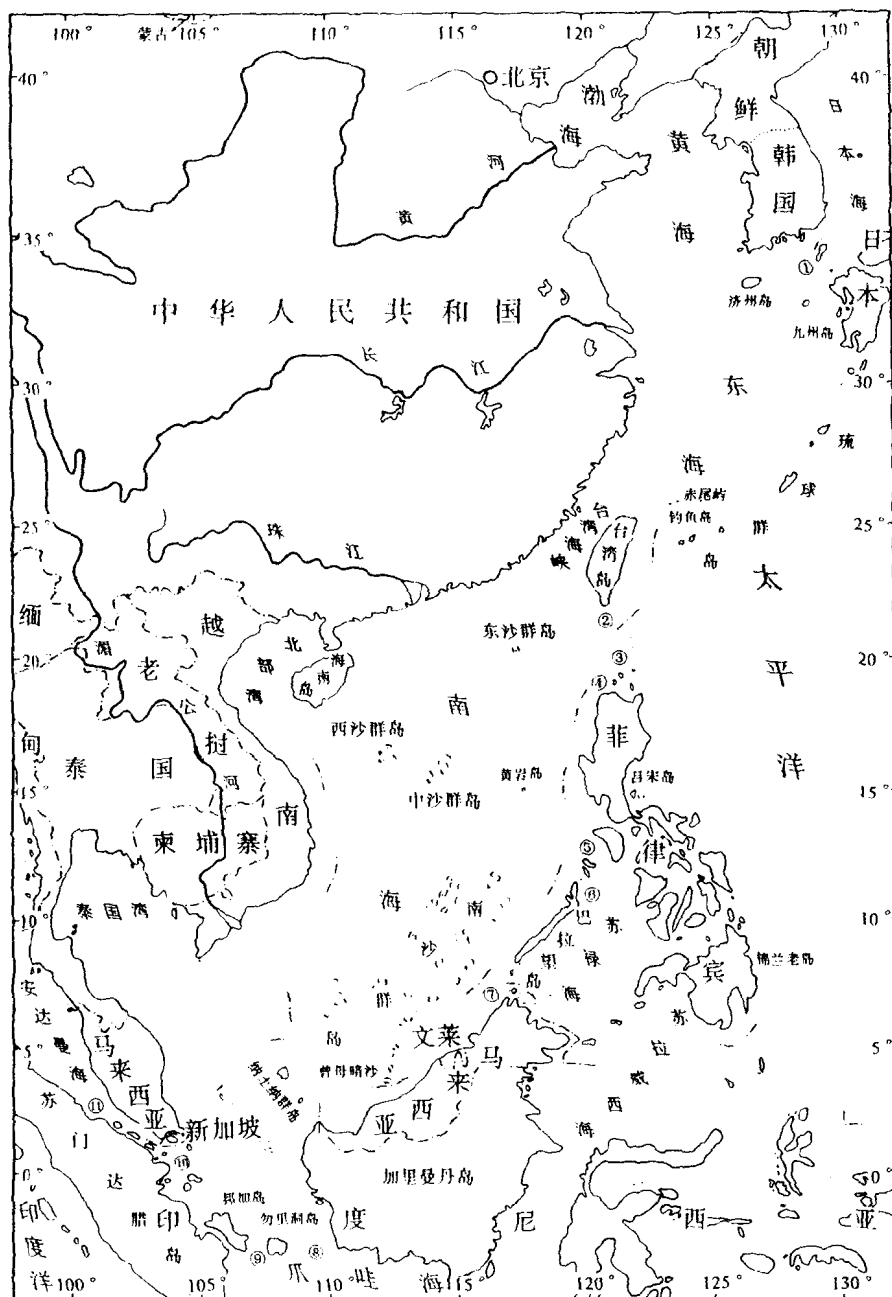 100° 蒙古 105° 110° 115° 120° 125° 130°
40° 北京 40°
朝鲜
渤海
韩国
日本海
黄河
黄海
35° 35°
日本
①
济州岛
九州岛
中华人民共和国
长江
30° 30°
东海
琉球群岛
赤尾屿
钓鱼岛
25° 25°
珠江
台湾海峡
台湾岛
太平洋
②
缅甸
越南
老挝
湄公河
北部湾
海南岛
东沙群岛
20° 20°
③
④
南海
西沙群岛
菲律宾
泰国
中沙群岛
黄岩岛
吕宋岛
15° 15°
柬埔寨
⑤
泰国湾
⑥
10° 10°
南沙群岛
巴拉望岛
苏禄海
棉兰老岛
安达曼海
⑦
文莱
马来西亚
苏拉威西海
5° 5°
马来西亚
曾母暗沙
纳土纳群岛
⑪
新加坡
苏门达腊岛
⑩
加里曼丹岛
0° 0°
邦加岛
勿里洞岛
印度尼西亚
印度洋
⑨ ⑧
爪哇海
100° 105° 110° 115° 120° 125° 130°